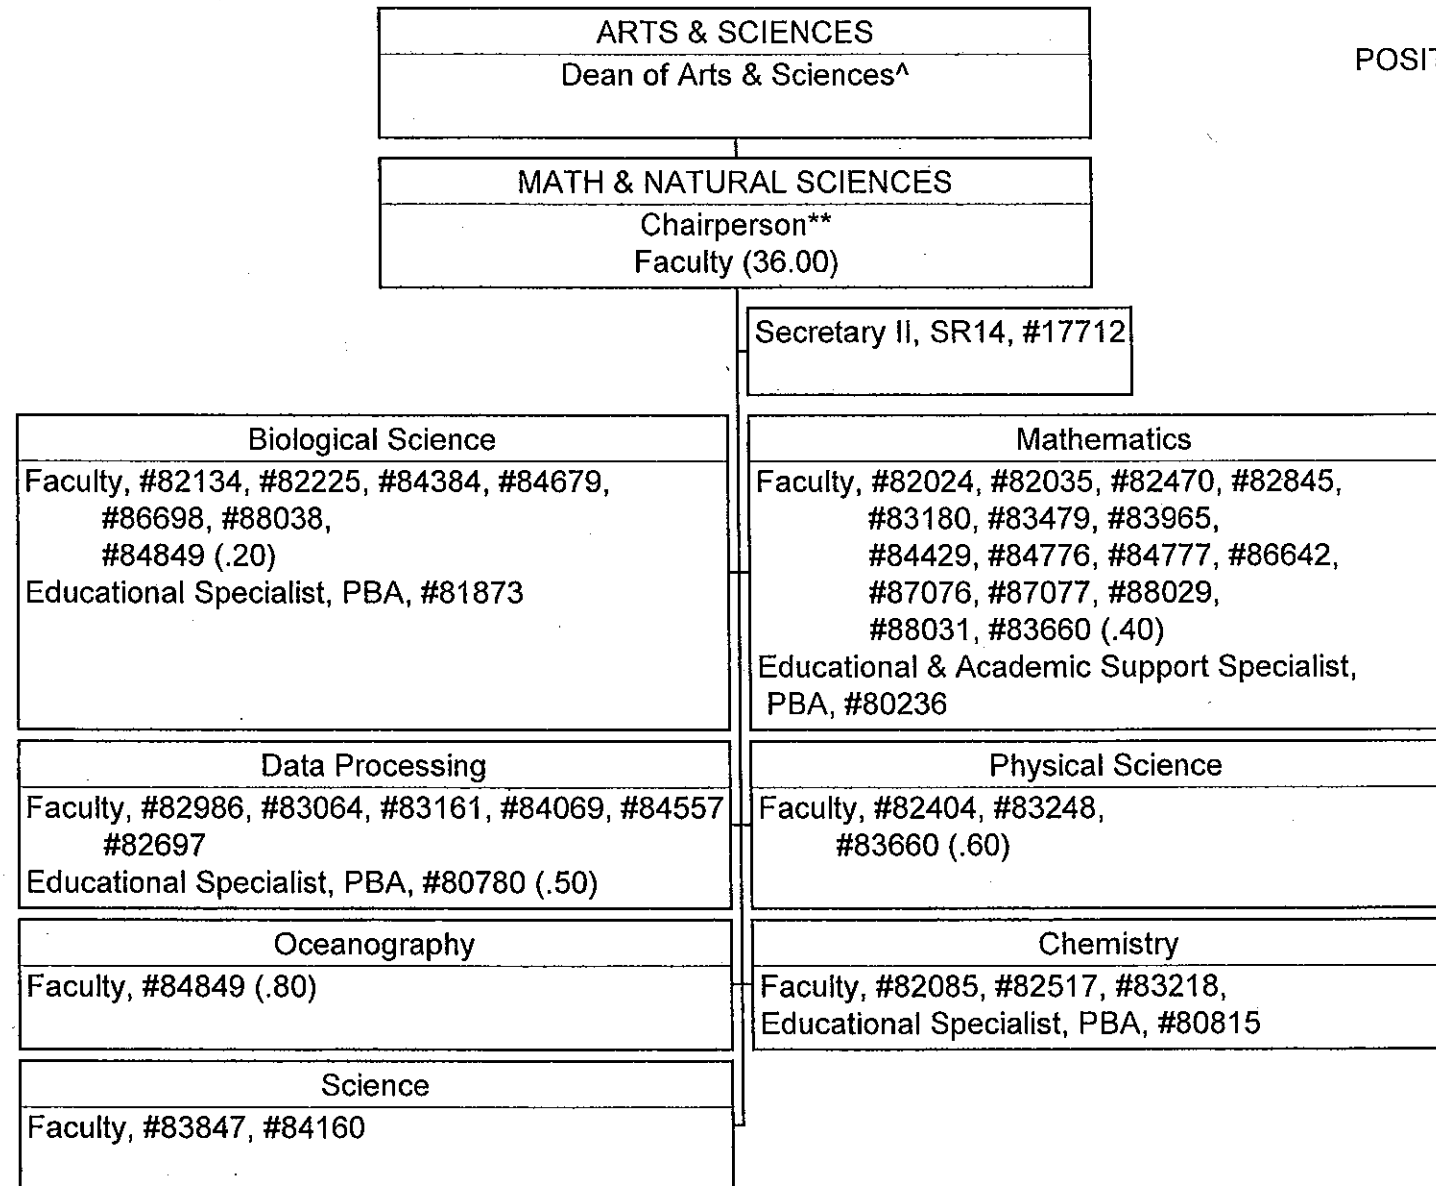 ARTS & SCIENCES
Dean of Arts & Sciences^
MATH & NATURAL SCIENCES
Chairperson**
Faculty (36.00)
Secretary II, SR14, #17712
Biological Science
Faculty, #82134, #82225, #84384, #84679,
#86698, #88038,
#84849 (.20)
Educational Specialist, PBA, #81873
Mathematics
Faculty, #82024, #82035, #82470, #82845,
#83180, #83479, #83965,
#84429, #84776, #84777, #86642,
#87076, #87077, #88029,
#88031, #83660 (.40)
Educational & Academic Support Specialist,
PBA, #80236
Data Processing
Faculty, #82986, #83064, #83161, #84069, #84557
#82697
Educational Specialist, PBA, #80780 (.50)
Physical Science
Faculty, #82404, #83248,
#83660 (.60)
Oceanography
Faculty, #84849 (.80)
Chemistry
Faculty, #82085, #82517, #83218,
Educational Specialist, PBA, #80815
Science
Faculty, #83847, #84160